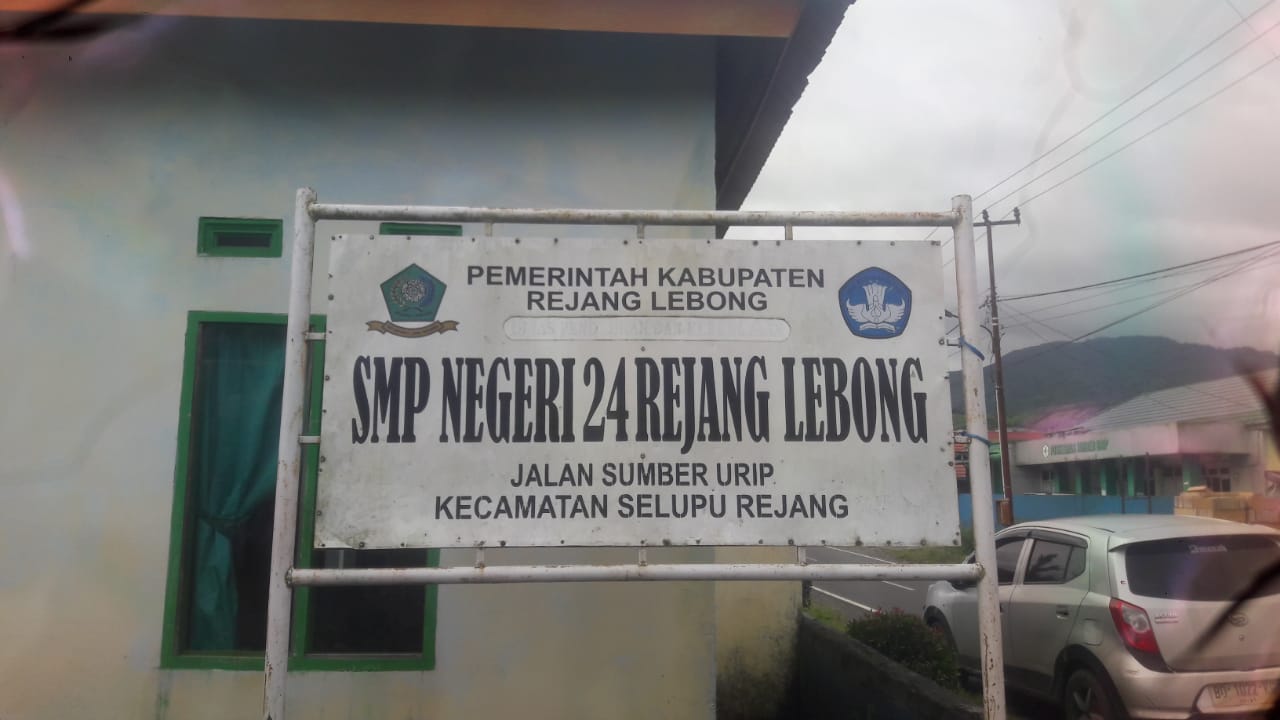 PEMERINTAH KABUPATEN
REJANG LEBONG
SMP NEGERI 24 REJANG LEBONG
JALAN SUMBER URIP
KECAMATAN SELUPU REJANG